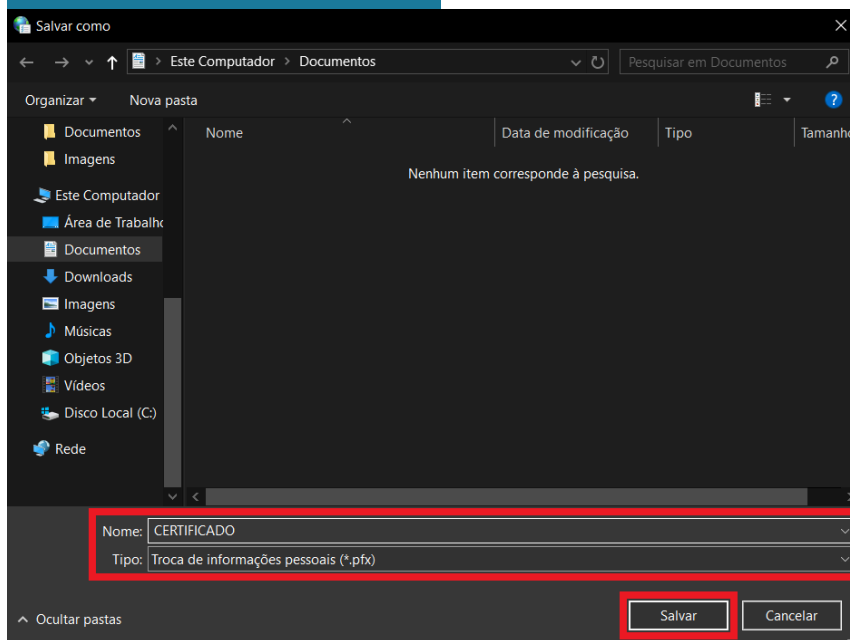 Salvar como
Este Computador > Documentos
Pesquisar em Documentos
Organizar
Nova pasta
?
Documentos
Imagens
Este Computador
Área de Trabalho
Documentos
Downloads
Imagens
Músicas
Objetos 3D
Vídeos
Disco Local (C:)
Rede
Nome Data de modificação Tipo Tamanho
Nenhum item corresponde à pesquisa.
Nome: CERTIFICADO
Tipo: Troca de informações pessoais (*.pfx)
Ocultar pastas
Salvar
Cancelar